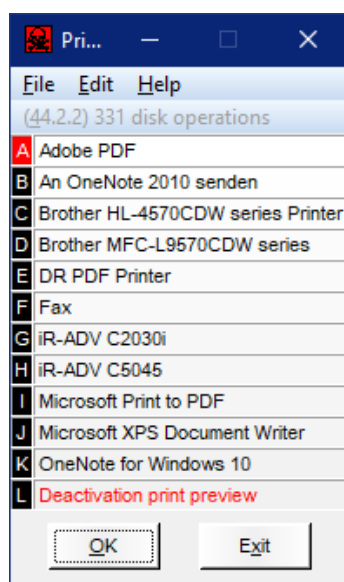 Pri...
File Edit Help
(44.2.2) 331 disk operations
A Adobe PDF
B An OneNote 2010 senden
C Brother HL-4570CDW series Printer
D Brother MFC-L9570CDW series
E DR PDF Printer
F Fax
G iR-ADV C2030i
H iR-ADV C5045
I Microsoft Print to PDF
J Microsoft XPS Document Writer
K OneNote for Windows 10
L Deactivation print preview
OK Exit